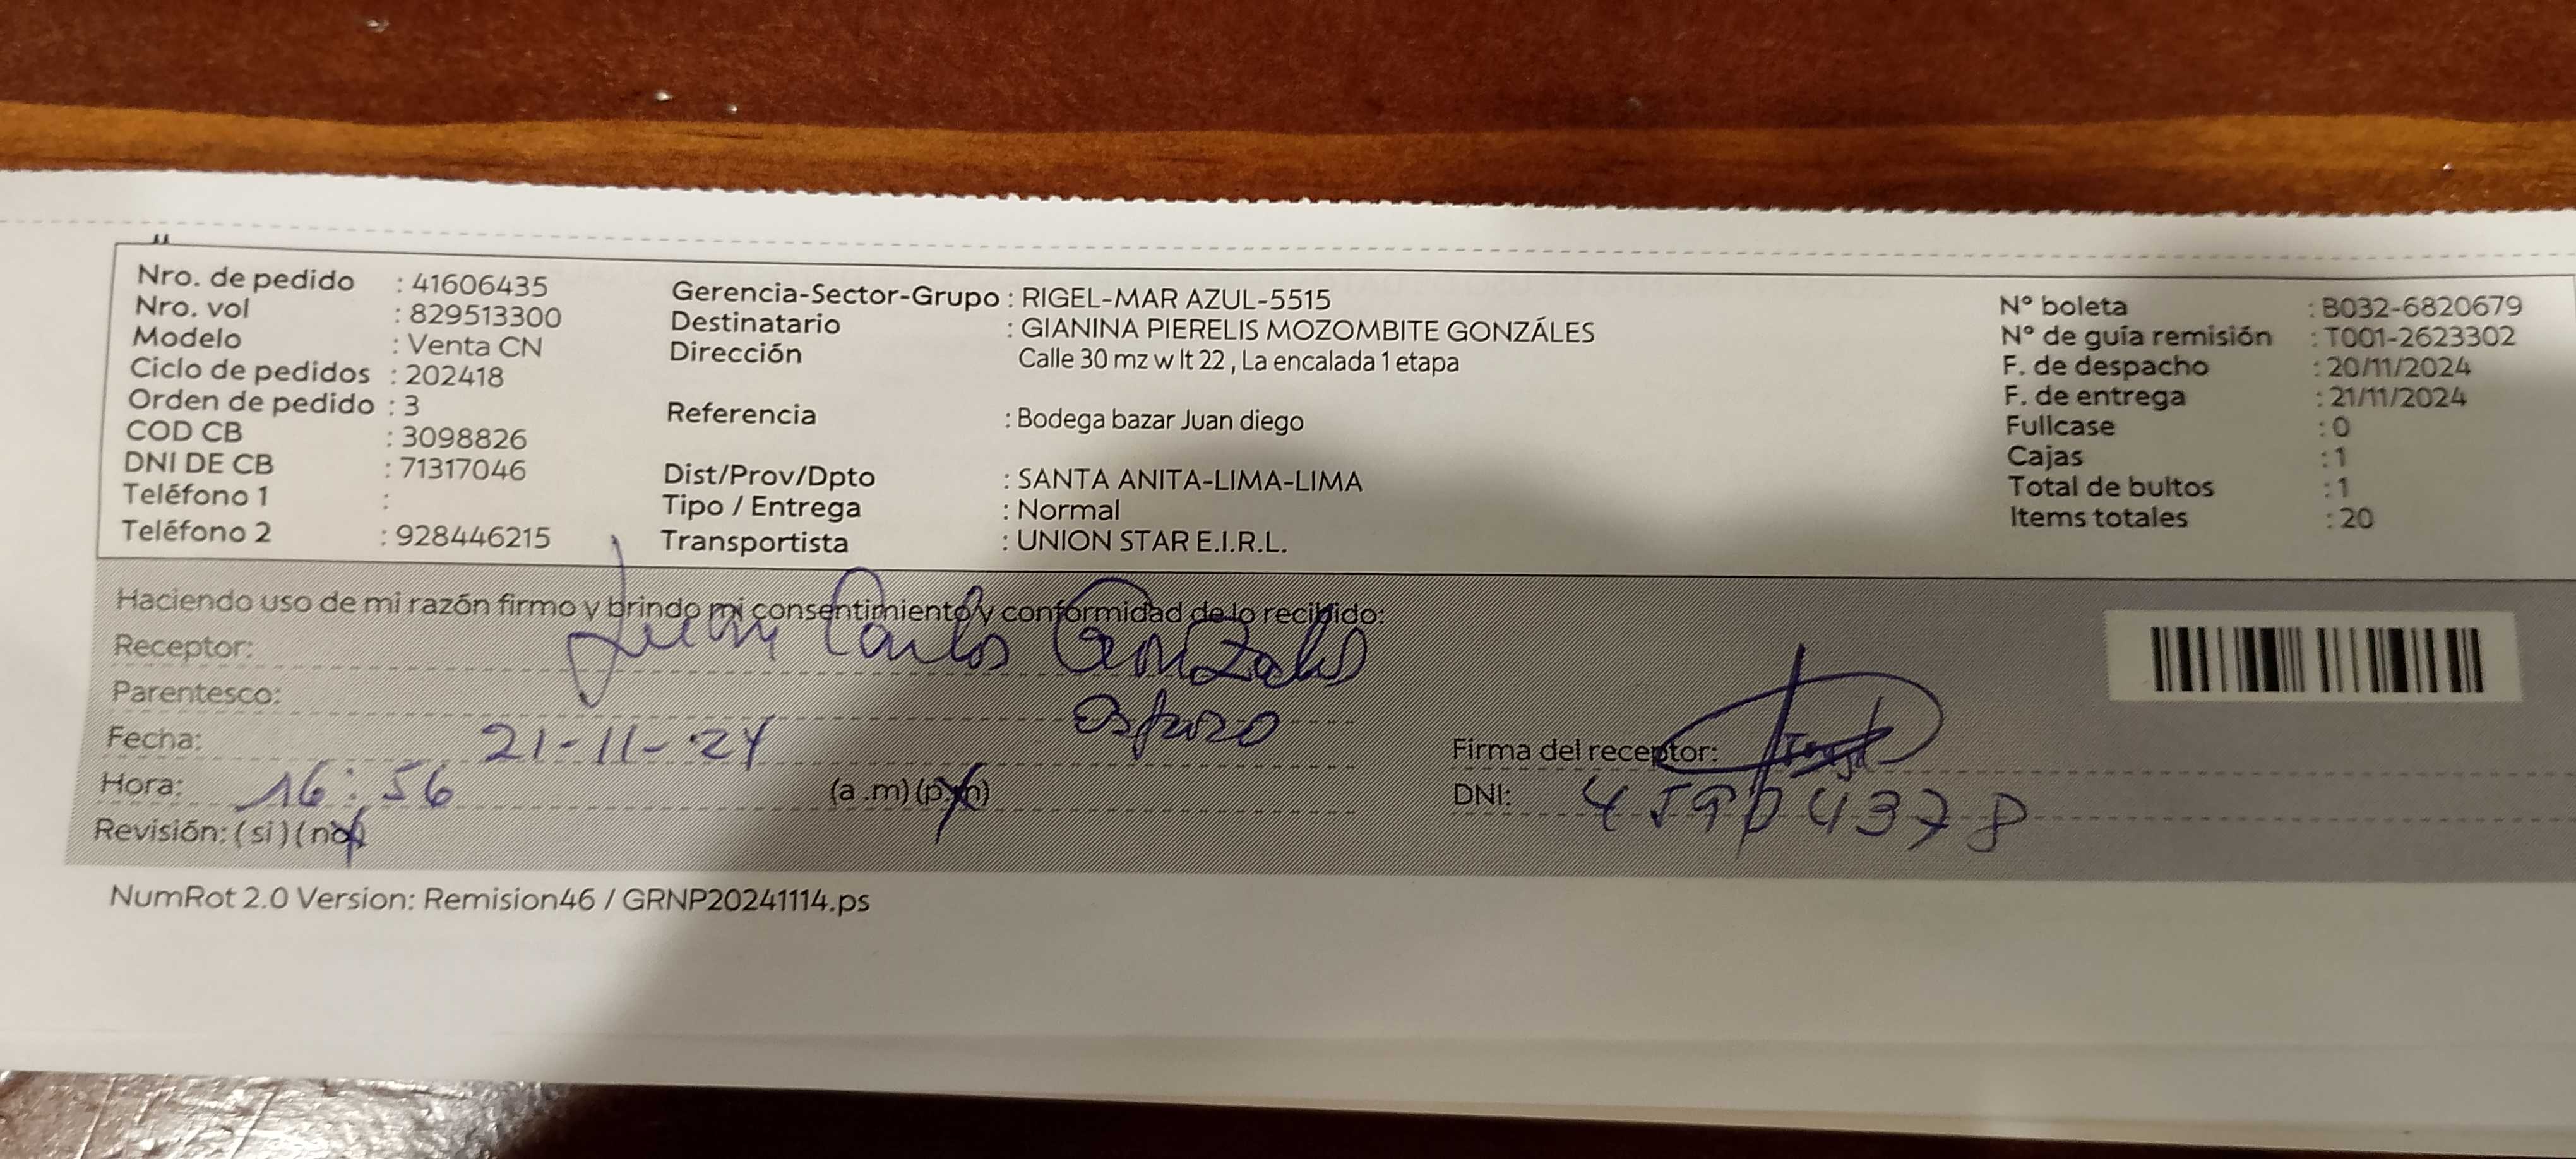 Nro. de pedido : 41606435
Nro. vol : 829513300
Modelo : Venta CN
Ciclo de pedidos : 202418
Orden de pedido : 3
COD CB : 3098826
DNI DE CB : 71317046
Teléfono 1 :
Teléfono 2 : 928446215
Gerencia-Sector-Grupo : RIGEL-MAR AZUL-5515
Destinatario : GIANINA PIERELIS MOZOMBITE GONZÁLES
Dirección Calle 30 mz w lt 22 , La encalada 1 etapa
Referencia : Bodega bazar Juan diego
Dist/Prov/Dpto : SANTA ANITA-LIMA-LIMA
Tipo / Entrega : Normal
Transportista : UNION STAR E.I.R.L.
N° boleta : B032-6820679
N° de guía remisión : T001-2623302
F. de despacho : 20/11/2024
F. de entrega : 21/11/2024
Fullcase : 0
Cajas : 1
Total de bultos : 1
Items totales : 20
Haciendo uso de mi razón firmo y brindo mi consentimiento y conformidad de lo recibido:
Receptor: Juan Carlos Gonzales
Parentesco: esposo
Fecha: 21-11-24
Hora: 16:56 (a .m) (p.m)
Revisión: ( si ) ( no )
Firma del receptor:
DNI: 45904378
NumRot 2.0 Version: Remision46 / GRNP20241114.ps